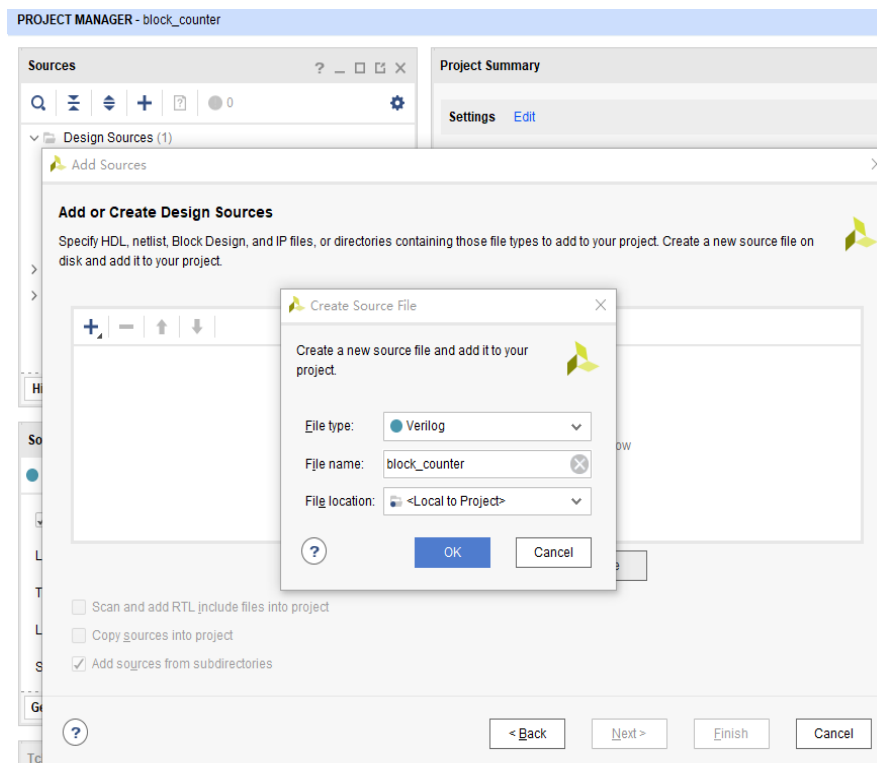 PROJECT MANAGER - block_counter
Sources
? _
Project Summary
0
Settings Edit
Design Sources (1)
Add Sources
Add or Create Design Sources
Specify HDL, netlist, Block Design, and IP files, or directories containing those file types to add to your project. Create a new source file on
disk and add it to your project.
Create Source File
Create a new source file and add it to your
project.
File type: Verilog
File name: block_counter
File location: <Local to Project>
? OK Cancel
Scan and add RTL include files into project
Copy sources into project
Add sources from subdirectories
? < Back Next > Finish Cancel